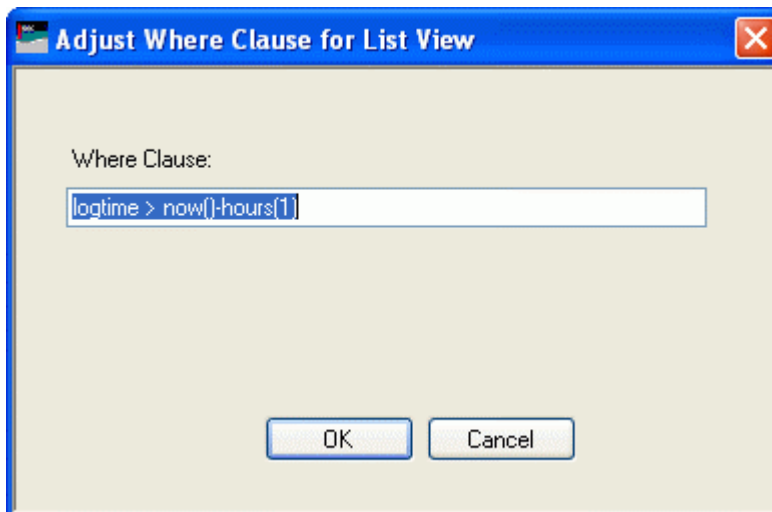 Adjust Where Clause for List View
Where Clause:
logtime > now()-hours(1)
OK
Cancel